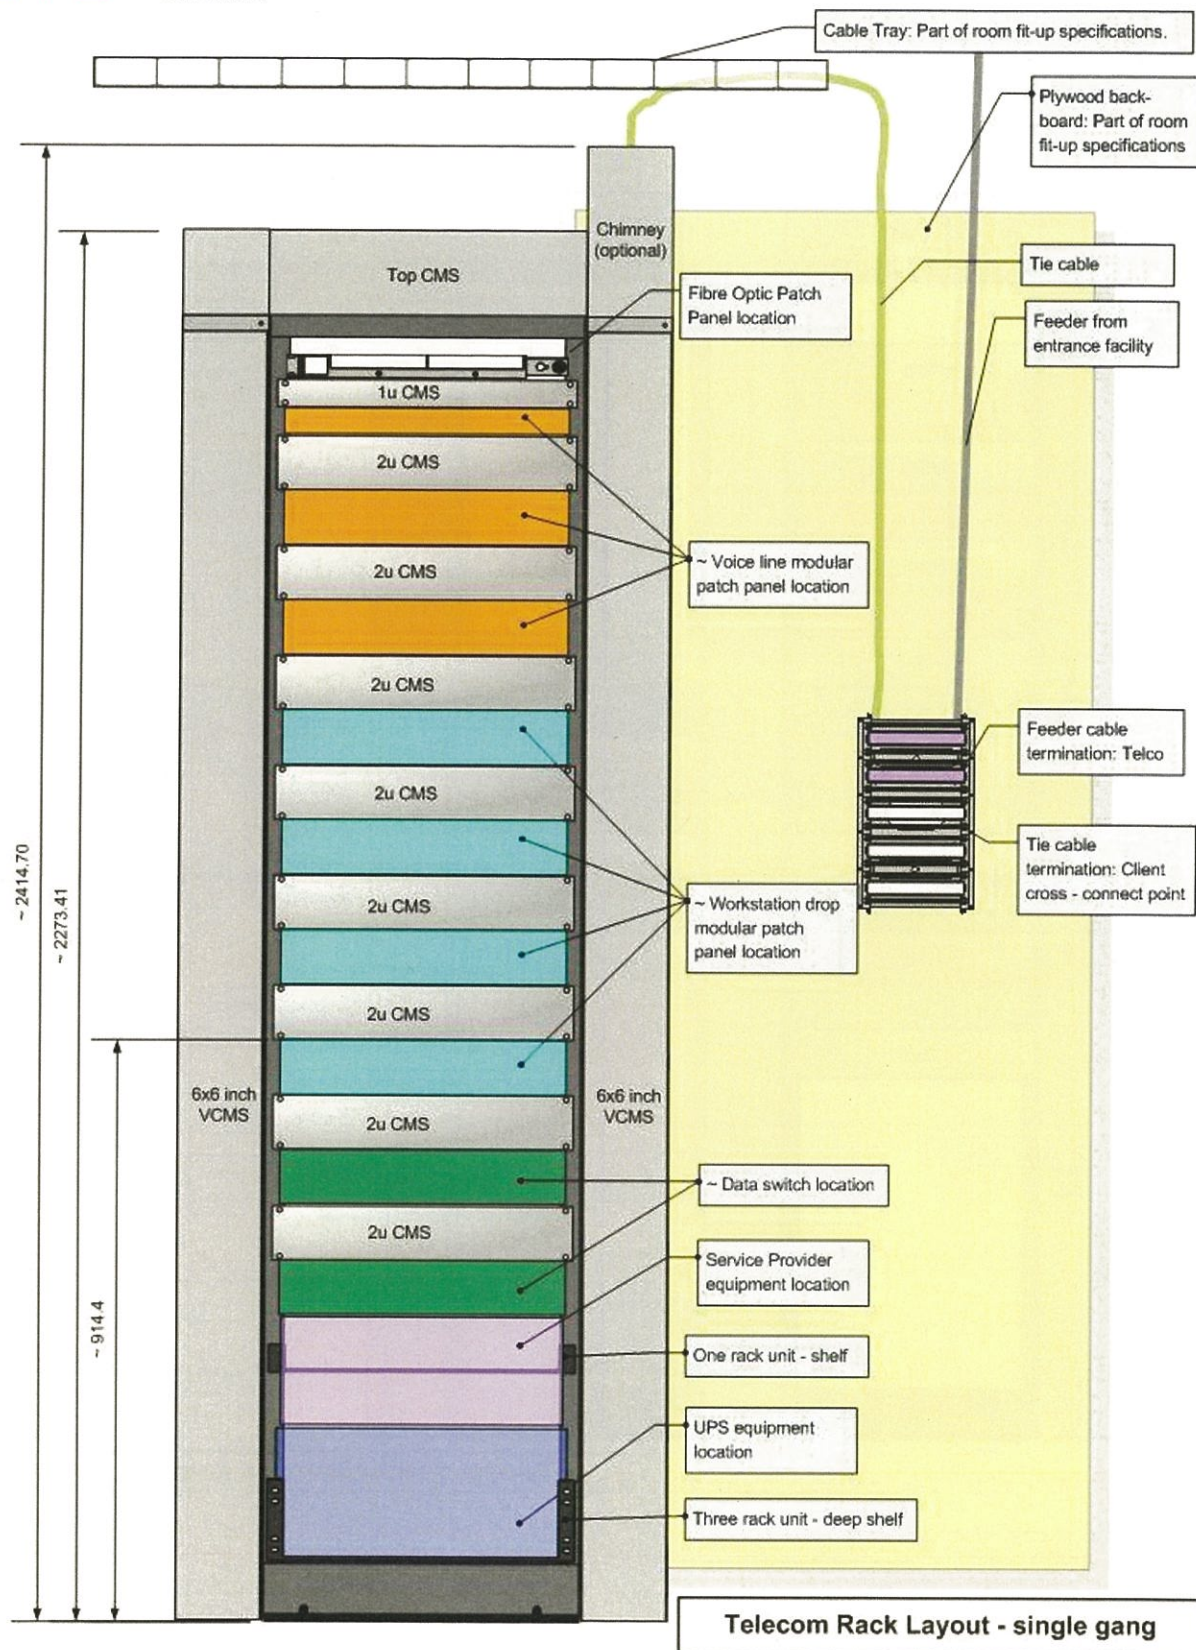 Cable Tray: Part of room fit-up specifications.
Plywood back-
board: Part of room
fit-up specifications
Chimney
(optional)
Top CMS
Tie cable
Fibre Optic Patch
Panel location
Feeder from
entrance facility
1u CMS
2u CMS
2u CMS
~ Voice line modular
patch panel location
2u CMS
Feeder cable
termination: Telco
2u CMS
Tie cable
termination: Client
cross - connect point
~ 2414.70
~ 2273.41
2u CMS
~ Workstation drop
modular patch
panel location
2u CMS
6x6 inch
VCMS
6x6 inch
VCMS
2u CMS
~ Data switch location
2u CMS
Service Provider
equipment location
~ 914.4
One rack unit - shelf
UPS equipment
location
Three rack unit - deep shelf
Telecom Rack Layout - single gang